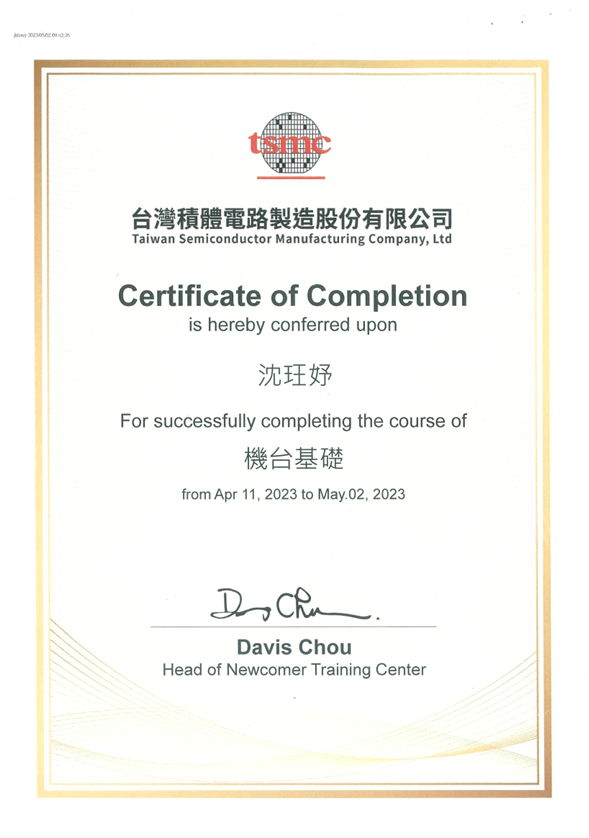 tsmc
台灣積體電路製造股份有限公司
Taiwan Semiconductor Manufacturing Company, Ltd
Certificate of Completion
is hereby conferred upon
沈玨妤
For successfully completing the course of
機台基礎
from Apr 11, 2023 to May.02, 2023
Davis Chou
Head of Newcomer Training Center